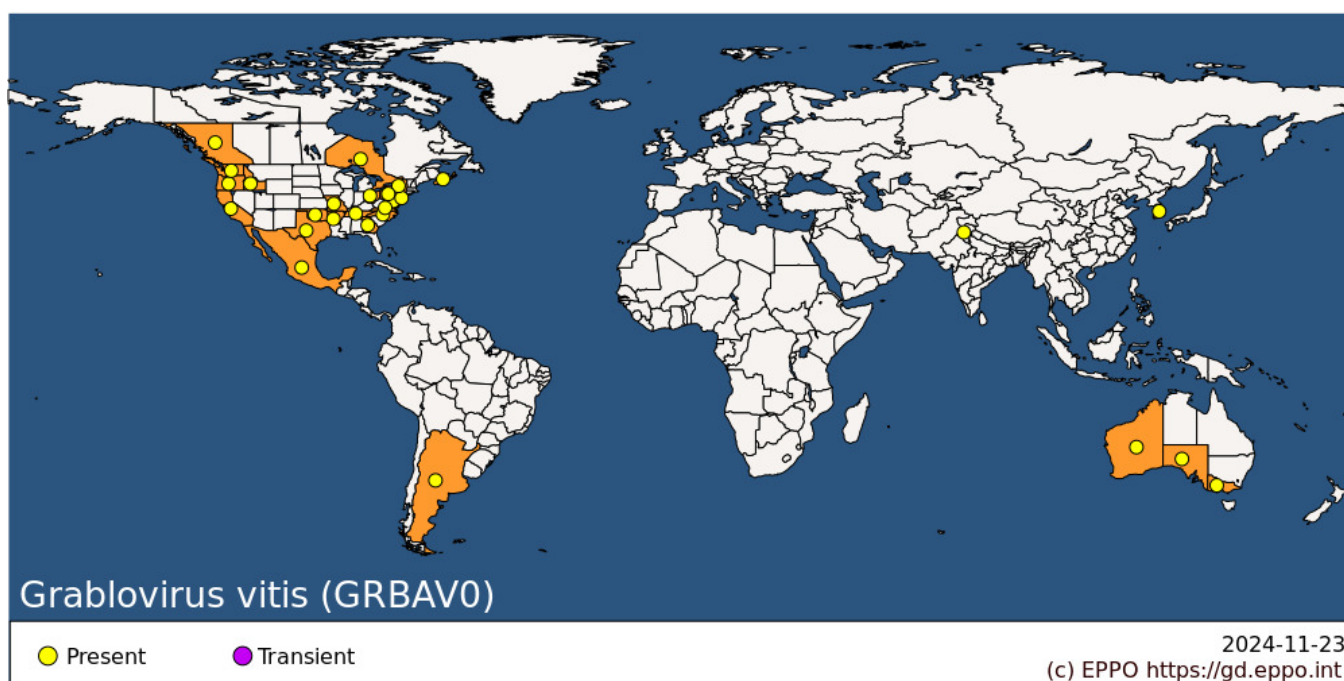 Grablovirus vitis (GRBAV0)
Present
Transient
2024-11-23
(c) EPPO https://gd.eppo.int